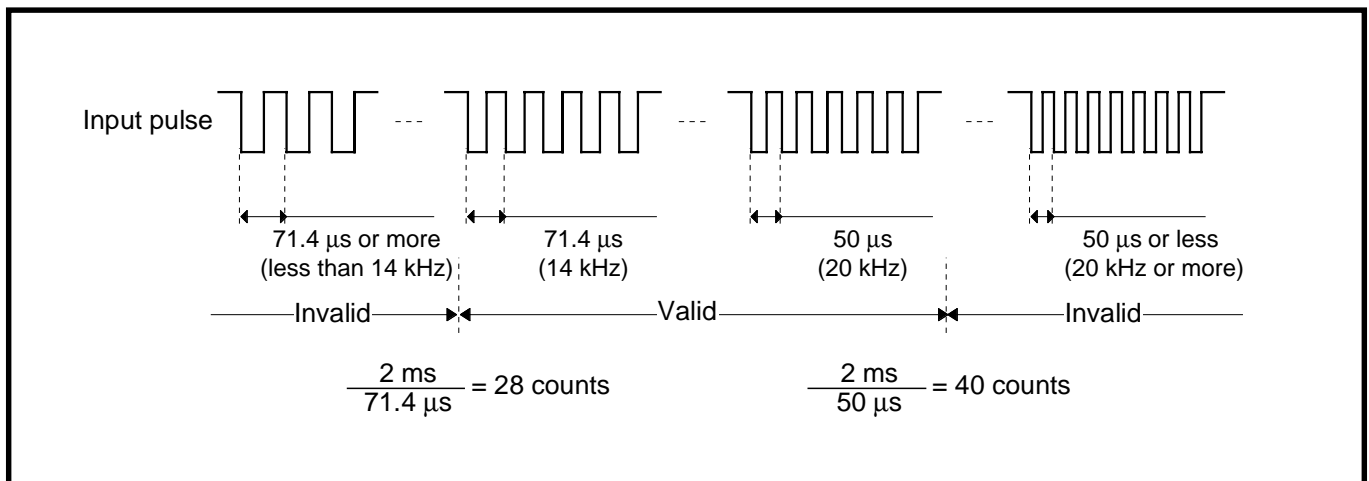 Input pulse
71.4 μs or more
(less than 14 kHz)
71.4 μs
(14 kHz)
50 μs
(20 kHz)
50 μs or less
(20 kHz or more)
Invalid
Valid
Invalid
2 ms
71.4 μs
= 28 counts
2 ms
50 μs
= 40 counts